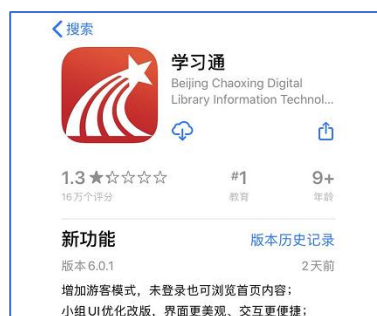 搜索
学习通
Beijing Chaoxing Digital
Library Information Technol...
1.3 ★☆☆☆☆
#1
9+
16万个评分
教育
年龄
新功能
版本历史记录
版本 6.0.1
2天前
增加游客模式，未登录也可浏览首页内容；
小组UI优化改版，界面更美观、交互更便捷；